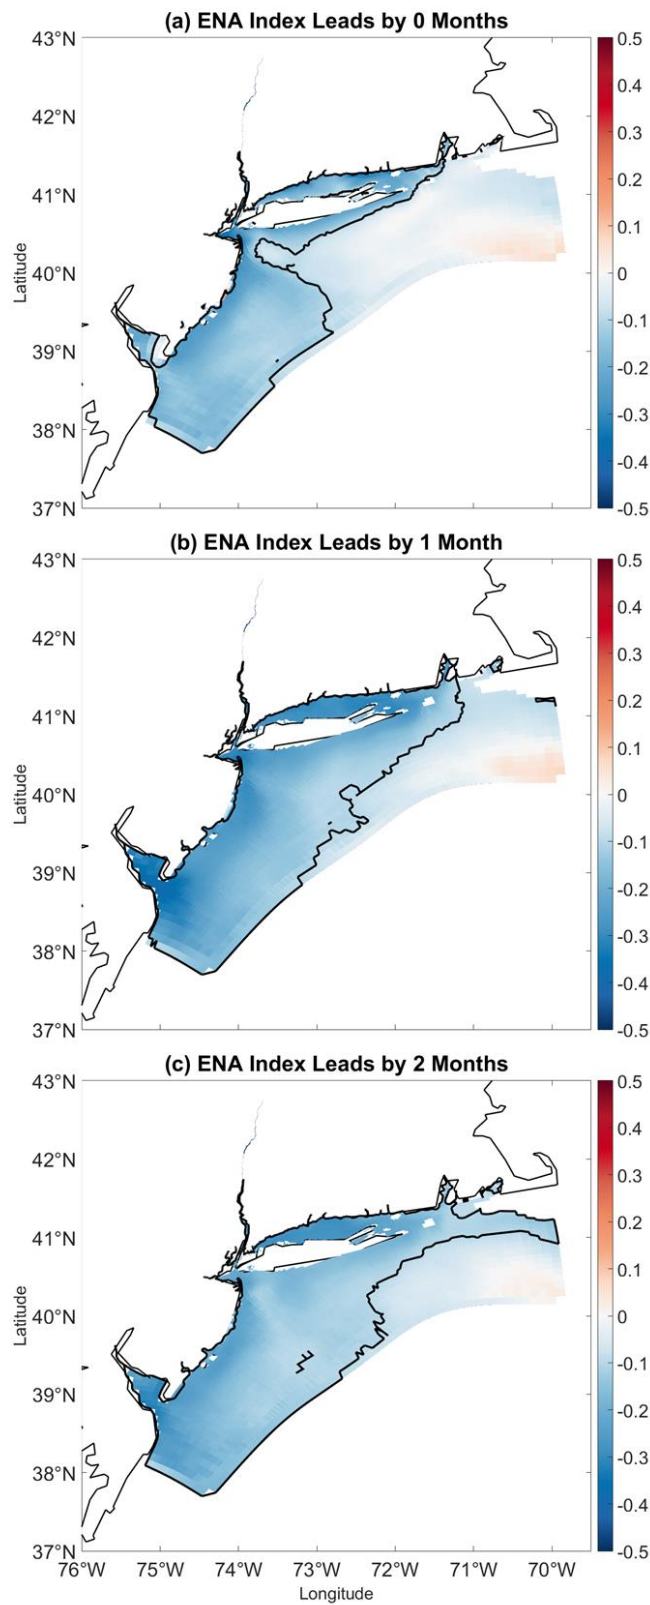 (a) ENA Index Leads by 0 Months
43°N
42°N
41°N
40°N
39°N
38°N
37°N
Latitude
0.5
0.4
0.3
0.2
0.1
0
-0.1
-0.2
-0.3
-0.4
-0.5
(b) ENA Index Leads by 1 Month
43°N
42°N
41°N
40°N
39°N
38°N
37°N
Latitude
0.5
0.4
0.3
0.2
0.1
0
-0.1
-0.2
-0.3
-0.4
-0.5
(c) ENA Index Leads by 2 Months
43°N
42°N
41°N
40°N
39°N
38°N
37°N
Latitude
0.5
0.4
0.3
0.2
0.1
0
-0.1
-0.2
-0.3
-0.4
-0.5
76°W 75°W 74°W 73°W 72°W 71°W 70°W
Longitude